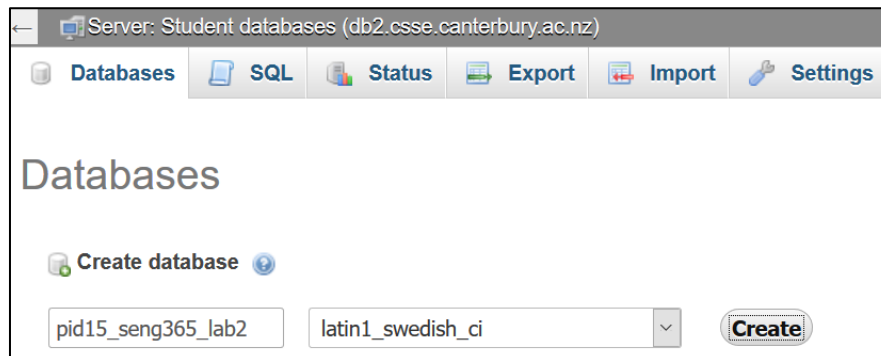 Server: Student databases (db2.csse.canterbury.ac.nz)
Databases SQL Status Export Import Settings
Databases
Create database
pid15_seng365_lab2 latin1_swedish_ci Create